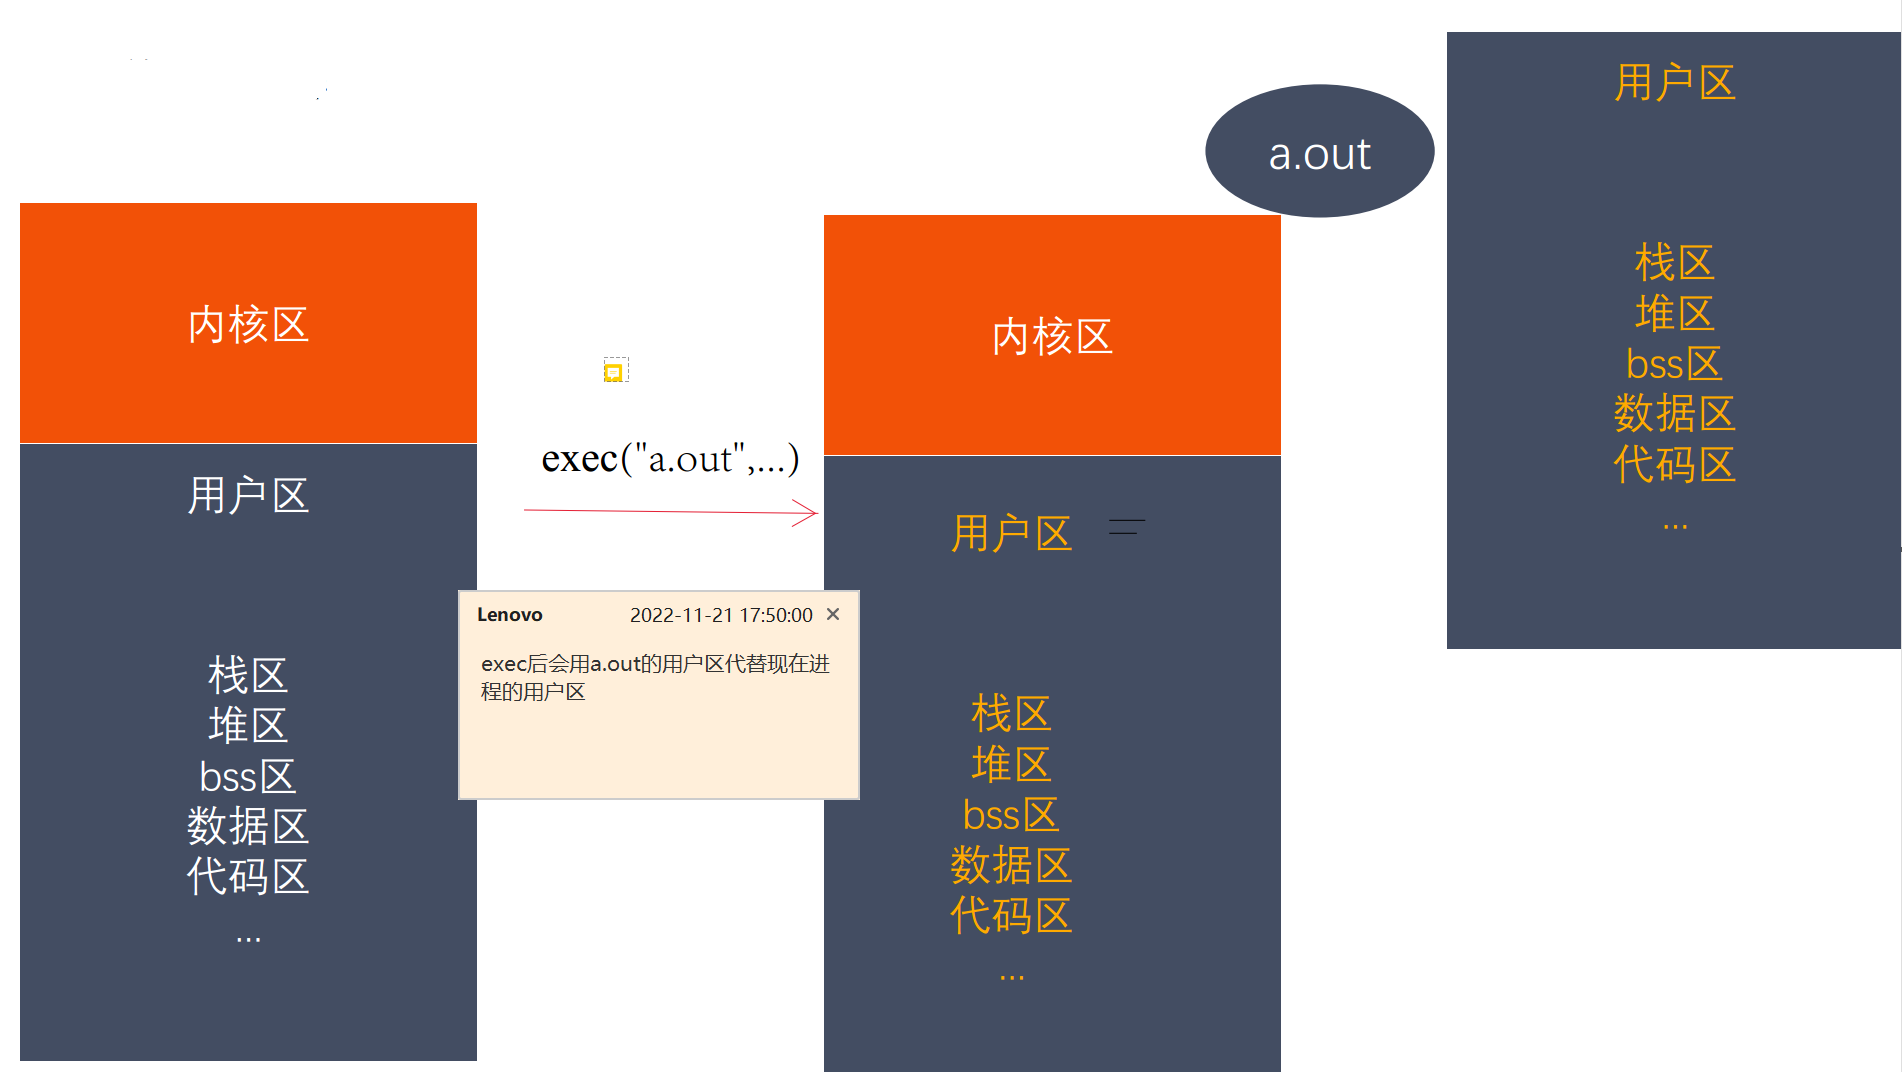 内核区
用户区
栈区
堆区
bss区
数据区
代码区
...
exec("a.out",...)
Lenovo 2022-11-21 17:50:00
exec后会用a.out的用户区代替现在进
程的用户区
内核区
用户区 =
栈区
堆区
bss区
数据区
代码区
...
a.out
用户区
栈区
堆区
bss区
数据区
代码区
...